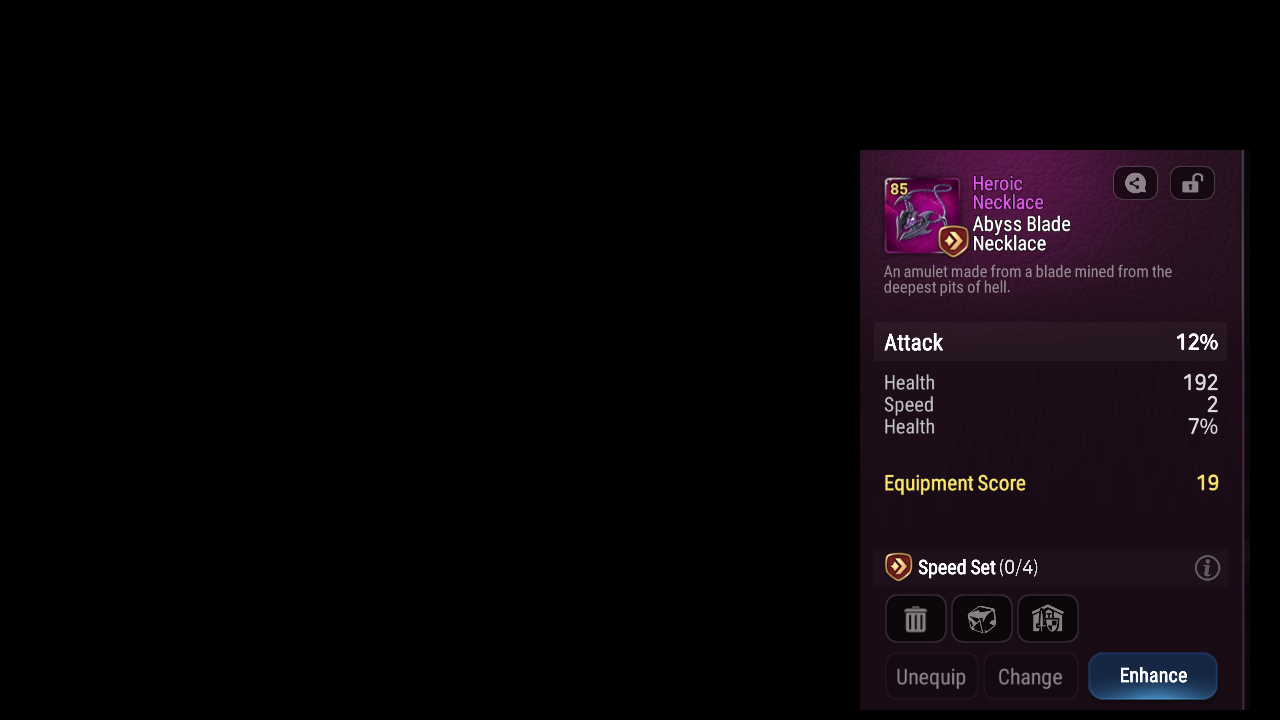 85
Heroic
Necklace
Abyss Blade
Necklace
An amulet made from a blade mined from the
deepest pits of hell.
Attack 12%
Health 192
Speed 2
Health 7%
Equipment Score 19
Speed Set (0/4)
Unequip Change Enhance